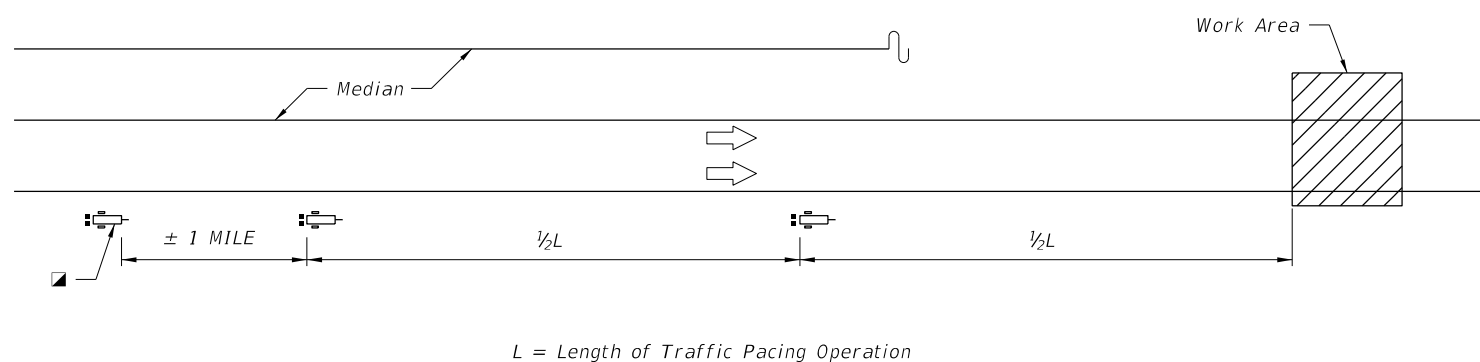 Work Area
Median
± 1 MILE
½L
½L
L = Length of Traffic Pacing Operation